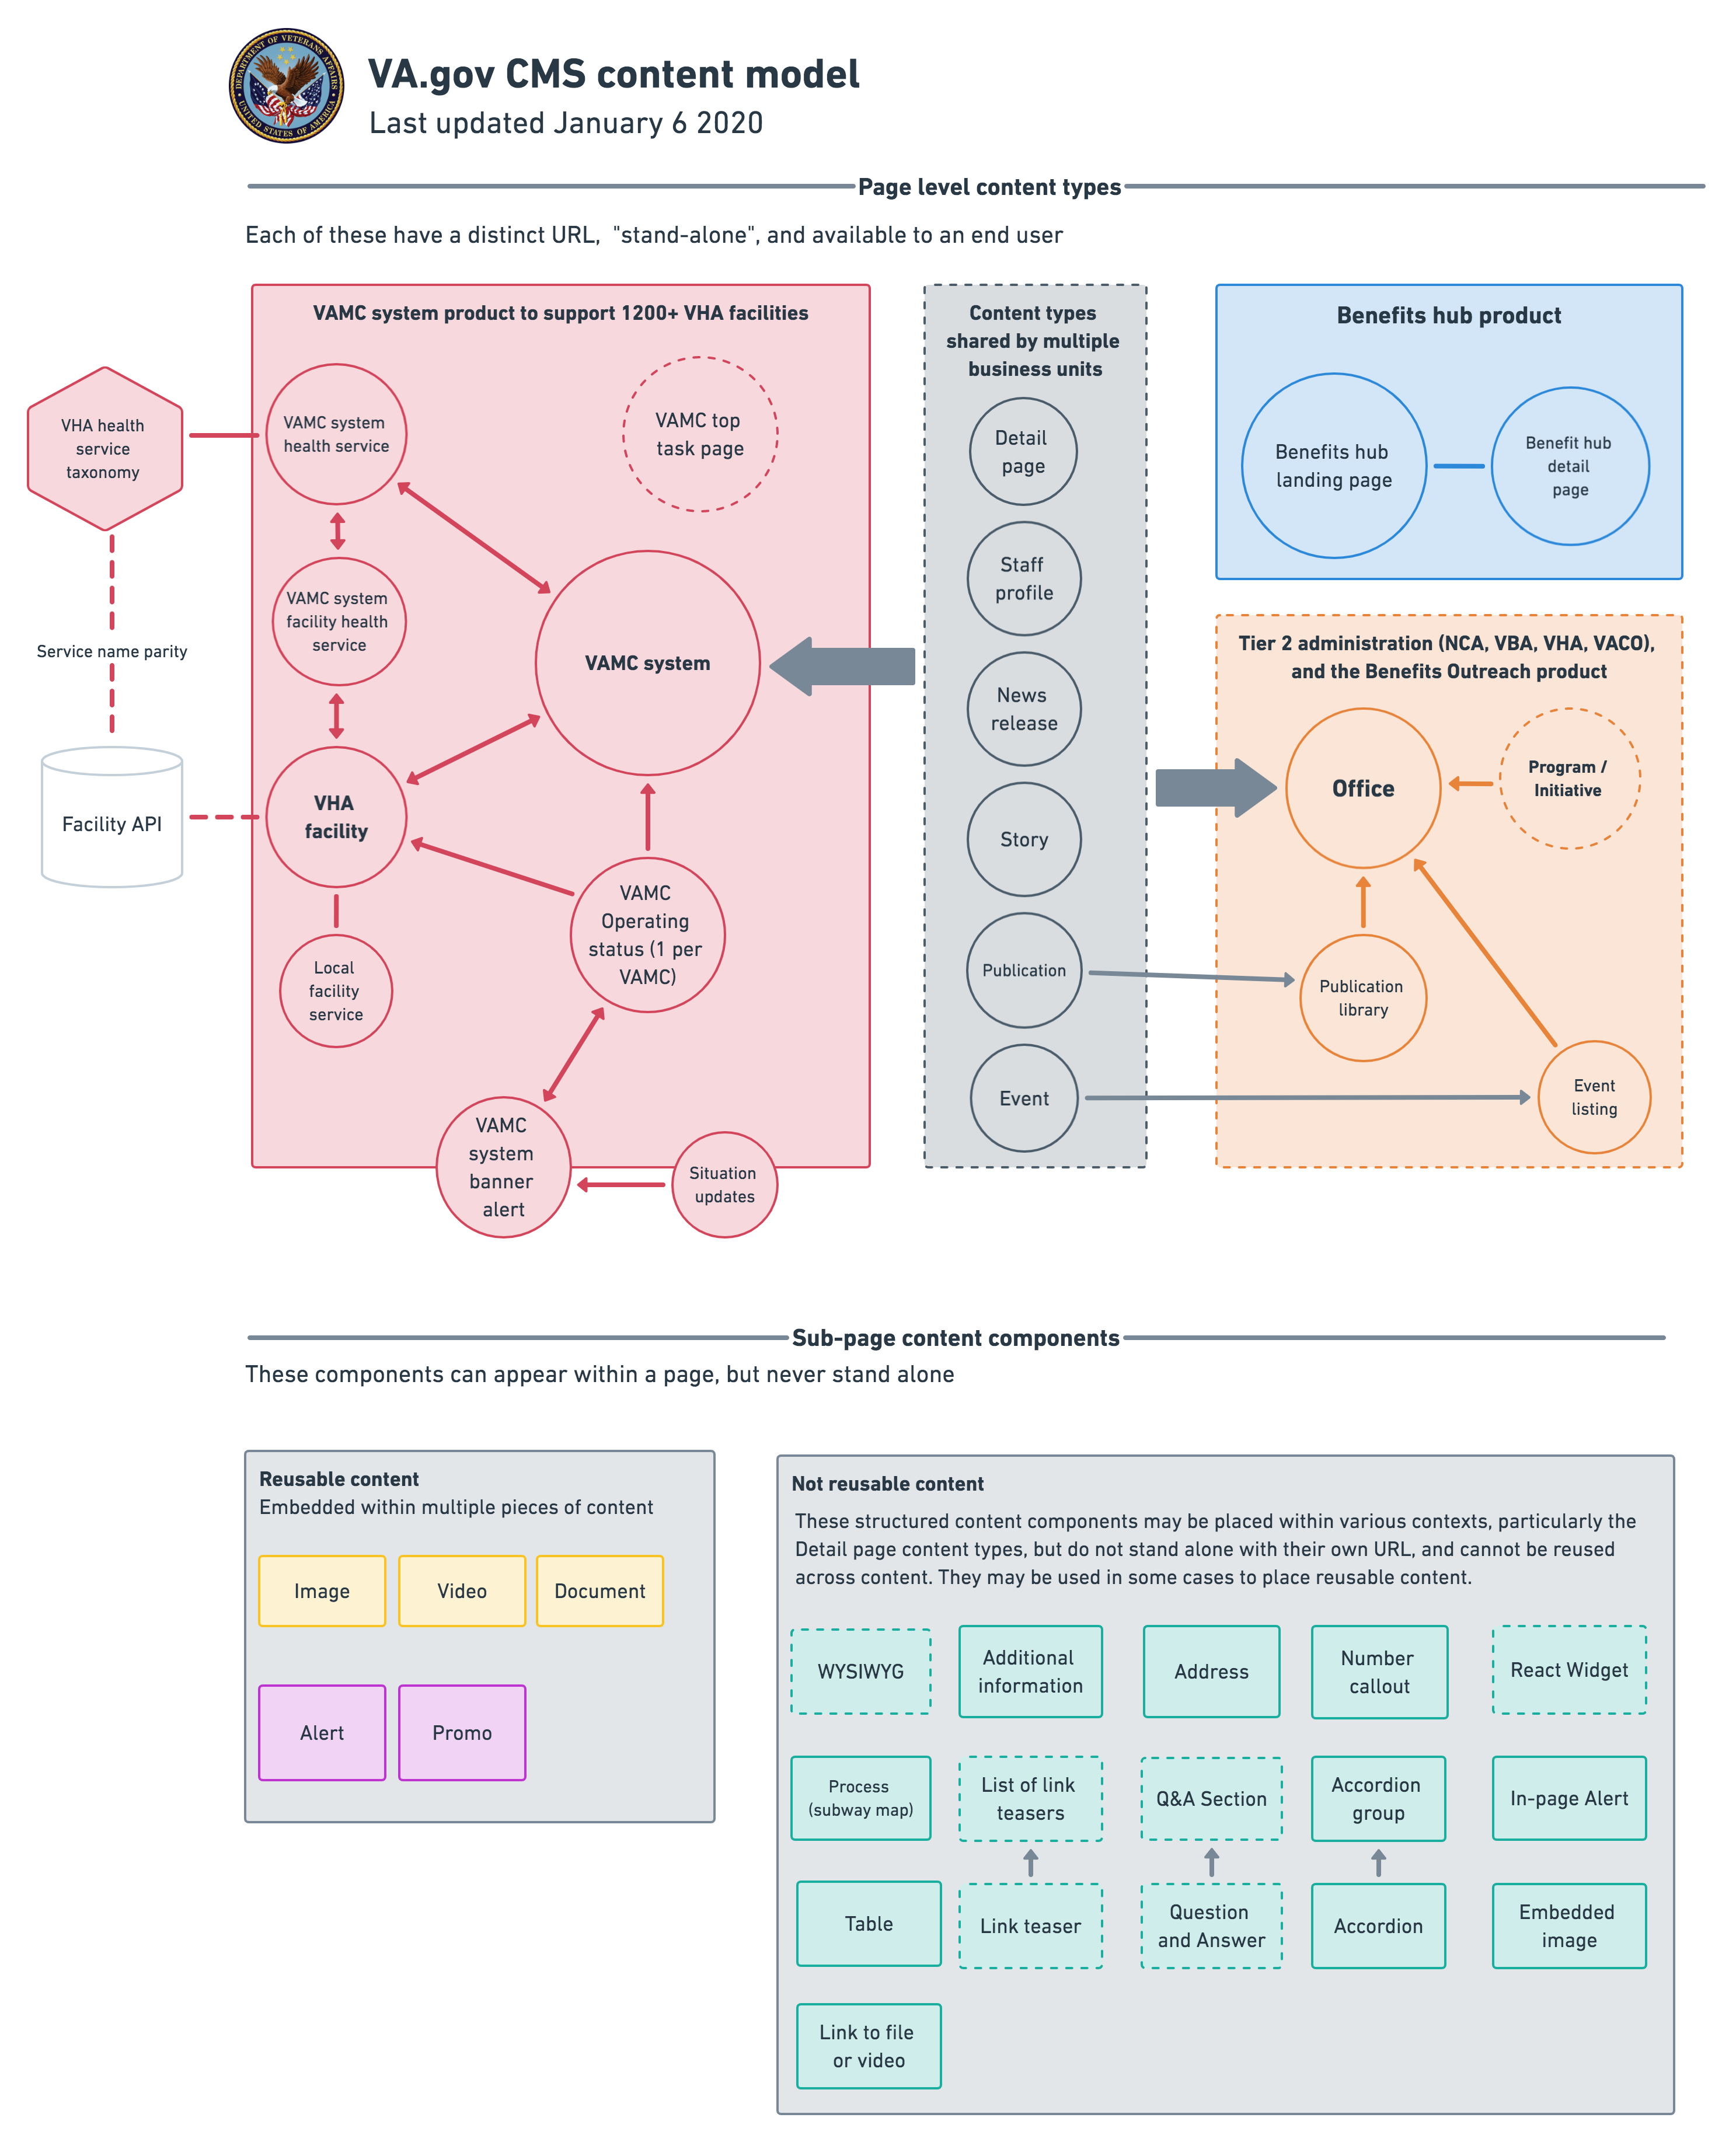 DEPARTMENT OF VETERANS AFFAIRS
UNITED STATES OF AMERICA
VA.gov CMS content model
Last updated January 6 2020
Page level content types
Each of these have a distinct URL, "stand-alone", and available to an end user
VAMC system product to support 1200+ VHA facilities
VHA health
service
taxonomy
Service name parity
Facility API
VAMC system
health service
VAMC top
task page
VAMC system
facility health
service
VAMC system
VHA
facility
VAMC
Operating
status (1 per
VAMC)
Local
facility
service
VAMC
system
banner
alert
Situation
updates
Content types
shared by multiple
business units
Detail
page
Staff
profile
News
release
Story
Publication
Event
Benefits hub product
Benefits hub
landing page
Benefit hub
detail
page
Tier 2 administration (NCA, VBA, VHA, VACO),
and the Benefits Outreach product
Office
Program /
Initiative
Publication
library
Event
listing
Sub-page content components
These components can appear within a page, but never stand alone
Reusable content
Embedded within multiple pieces of content
Image
Video
Document
Alert
Promo
Not reusable content
These structured content components may be placed within various contexts, particularly the
Detail page content types, but do not stand alone with their own URL, and cannot be reused
across content. They may be used in some cases to place reusable content.
WYSIWYG
Additional
information
Address
Number
callout
React Widget
Process
(subway map)
List of link
teasers
Q&A Section
Accordion
group
In-page Alert
Table
Link teaser
Question
and Answer
Accordion
Embedded
image
Link to file
or video